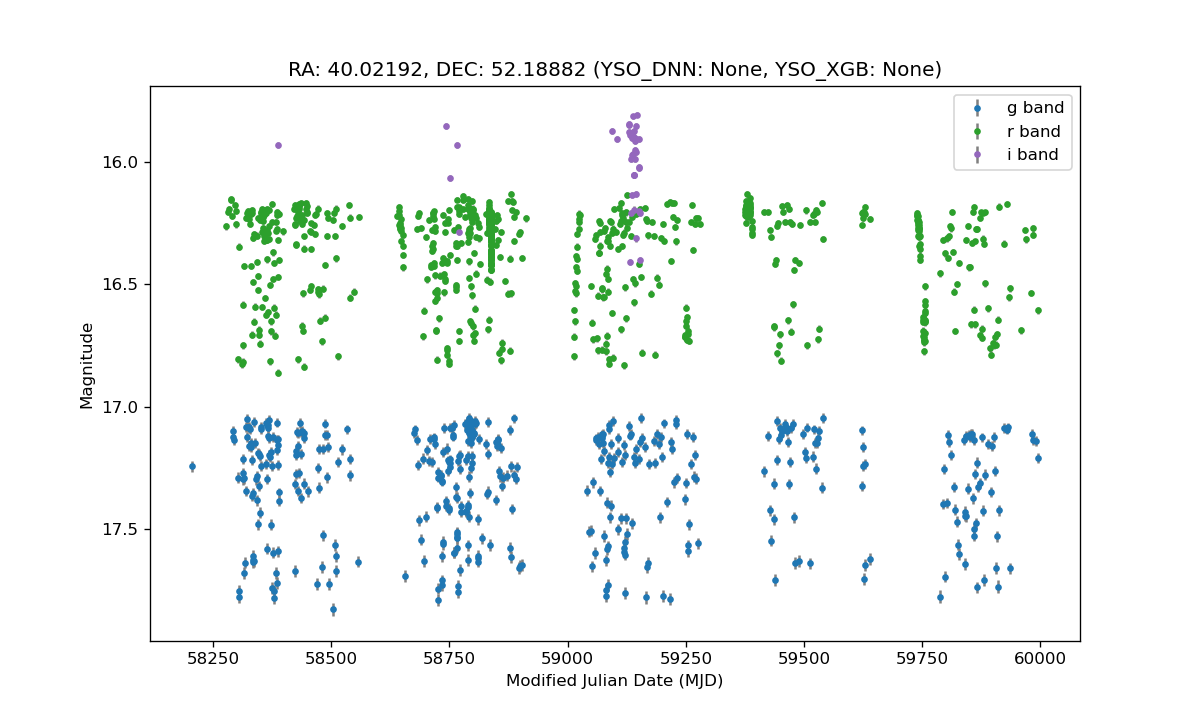 RA: 40.02192, DEC: 52.18882 (YSO_DNN: None, YSO_XGB: None)
g band
r band
i band
16.0
16.5
17.0
17.5
Magnitude
58250 58500 58750 59000 59250 59500 59750 60000
Modified Julian Date (MJD)